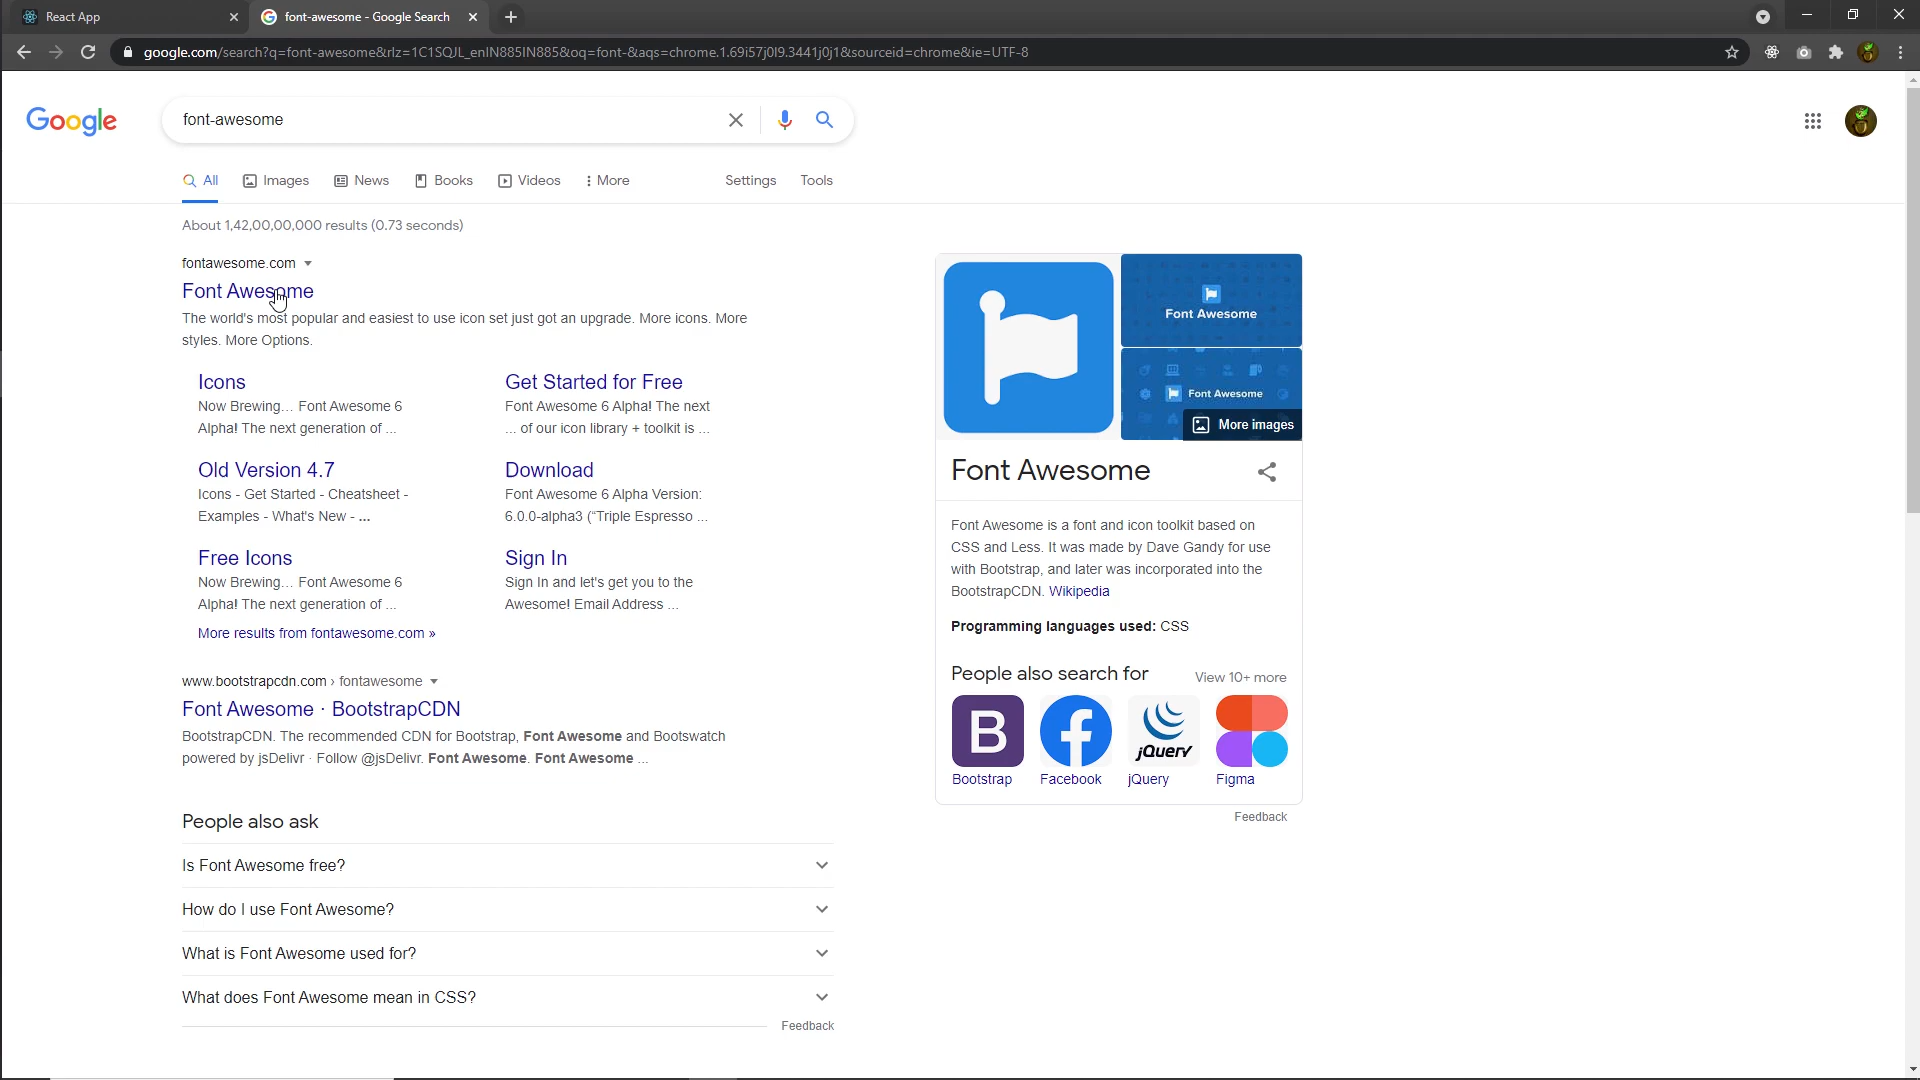 React App
font-awesome - Google Search
google.com/search?q=font-awesome&rlz=1C1SQJL_enIN885IN885&oq=font-&aqs=chrome.1.69i57j0l9.3441j0j1&sourceid=chrome&ie=UTF-8
Google
font-awesome
All Images News Books Videos More Settings Tools
About 1,42,00,00,000 results (0.73 seconds)
fontawesome.com
Font Awesome
The world's most popular and easiest to use icon set just got an upgrade. More icons. More
styles. More Options.
Icons
Now Brewing... Font Awesome 6
Alpha! The next generation of ...
Get Started for Free
Font Awesome 6 Alpha! The next
... of our icon library + toolkit is ...
Old Version 4.7
Icons - Get Started - Cheatsheet -
Examples - What's New - ...
Download
Font Awesome 6 Alpha Version:
6.0.0-alpha3 (“Triple Espresso ...
Free Icons
Now Brewing... Font Awesome 6
Alpha! The next generation of ...
Sign In
Sign In and let's get you to the
Awesome! Email Address ...
More results from fontawesome.com »
www.bootstrapcdn.com › fontawesome
Font Awesome · BootstrapCDN
BootstrapCDN. The recommended CDN for Bootstrap, Font Awesome and Bootswatch
powered by jsDelivr · Follow @jsDelivr. Font Awesome. Font Awesome ...
People also ask
Is Font Awesome free?
How do I use Font Awesome?
What is Font Awesome used for?
What does Font Awesome mean in CSS?
Feedback
Font Awesome
Font Awesome
More images
Font Awesome
Font Awesome is a font and icon toolkit based on
CSS and Less. It was made by Dave Gandy for use
with Bootstrap, and later was incorporated into the
BootstrapCDN. Wikipedia
Programming languages used: CSS
People also search for
View 10+ more
B
jQuery
Bootstrap Facebook jQuery Figma
Feedback